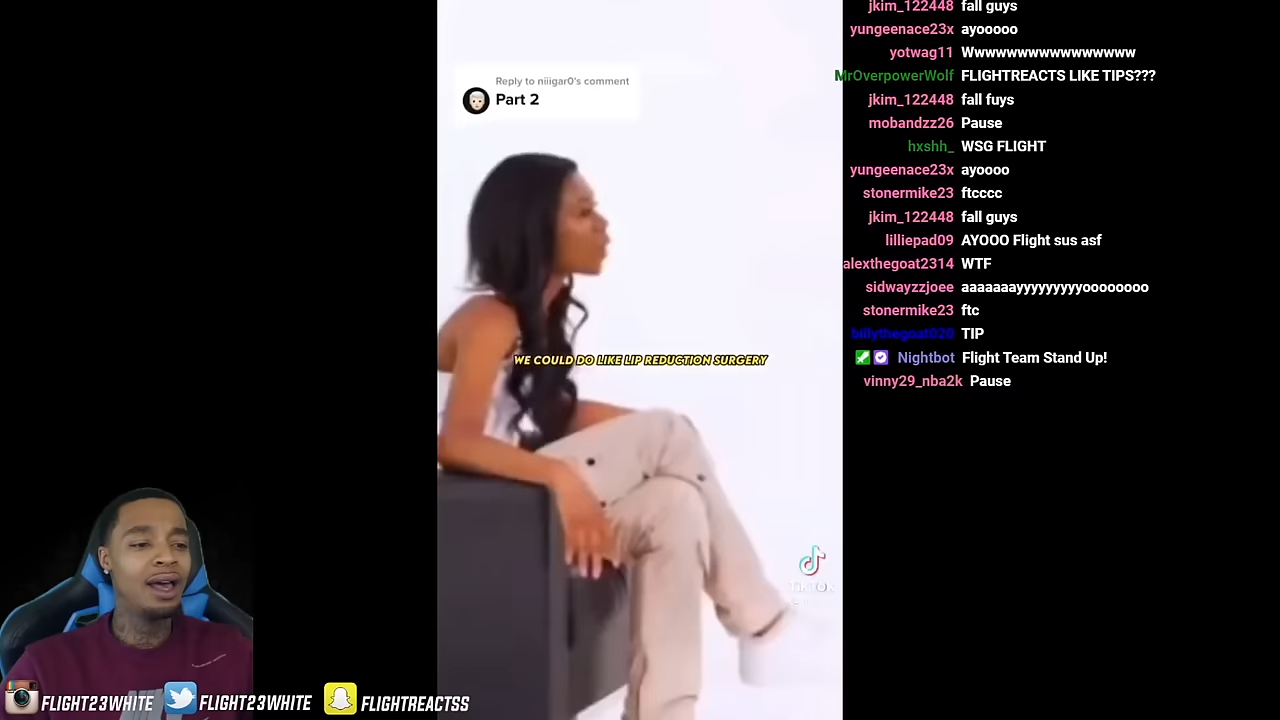 Reply to niiigar0's comment
Part 2
WE COULD DO LIKE LIP REDUCTION SURGERY
TIKTOK
FLIGHT23WHITE
FLIGHT23WHITE
FLIGHTREACTSS
jkim_122448 fall guys
yungeenace23x ayooooo
yotwag11 Wwwwwwwwwwwwwwwww
MrOverpowerWolf FLIGHTREACTS LIKE TIPS???
jkim_122448 fall fuys
mobandzz26 Pause
hxshh_ WSG FLIGHT
yungeenace23x ayoooo
stonermike23 ftcccc
jkim_122448 fall guys
lilliepad09 AYOOO Flight sus asf
alexthegoat2314 WTF
sidwayzzjoee aaaaaaayyyyyyyyyoooooooo
stonermike23 ftc
billythegoat020 TIP
Nightbot Flight Team Stand Up!
vinny29_nba2k Pause